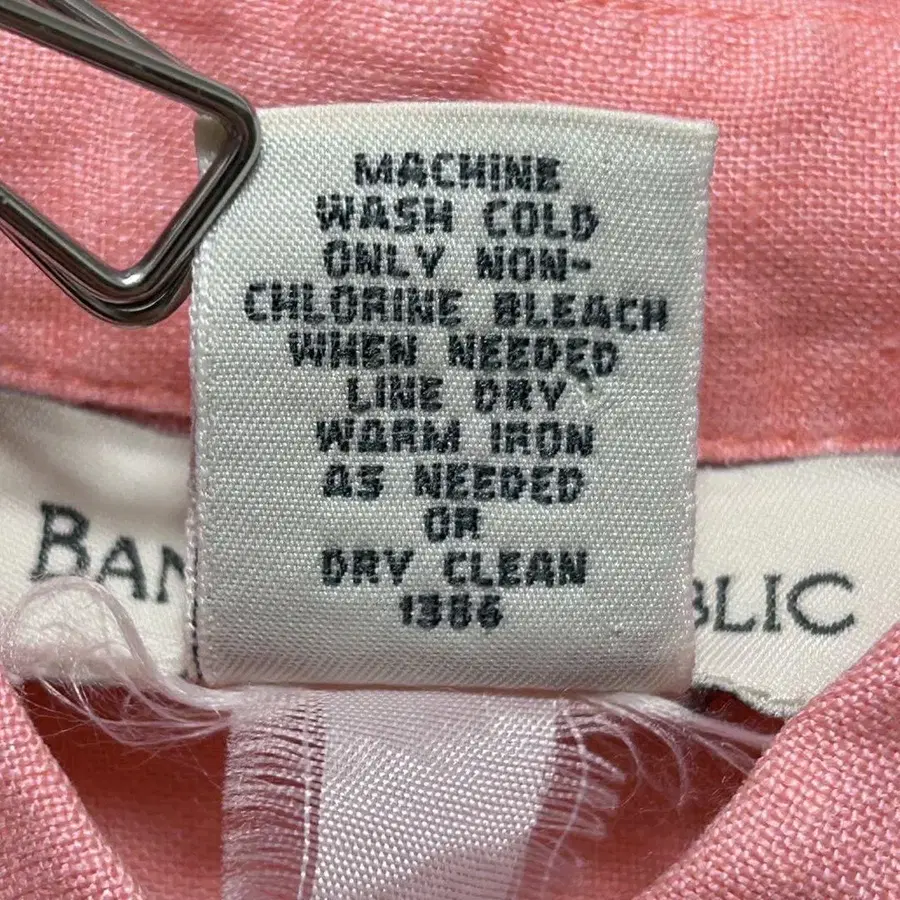 MACHINE
WASH COLD
ONLY NON-
CHLORINE BLEACH
WHEN NEEDED
LINE DRY
WARM IRON
AS NEEDED
OR
DRY CLEAN
1386
BAN BLIC